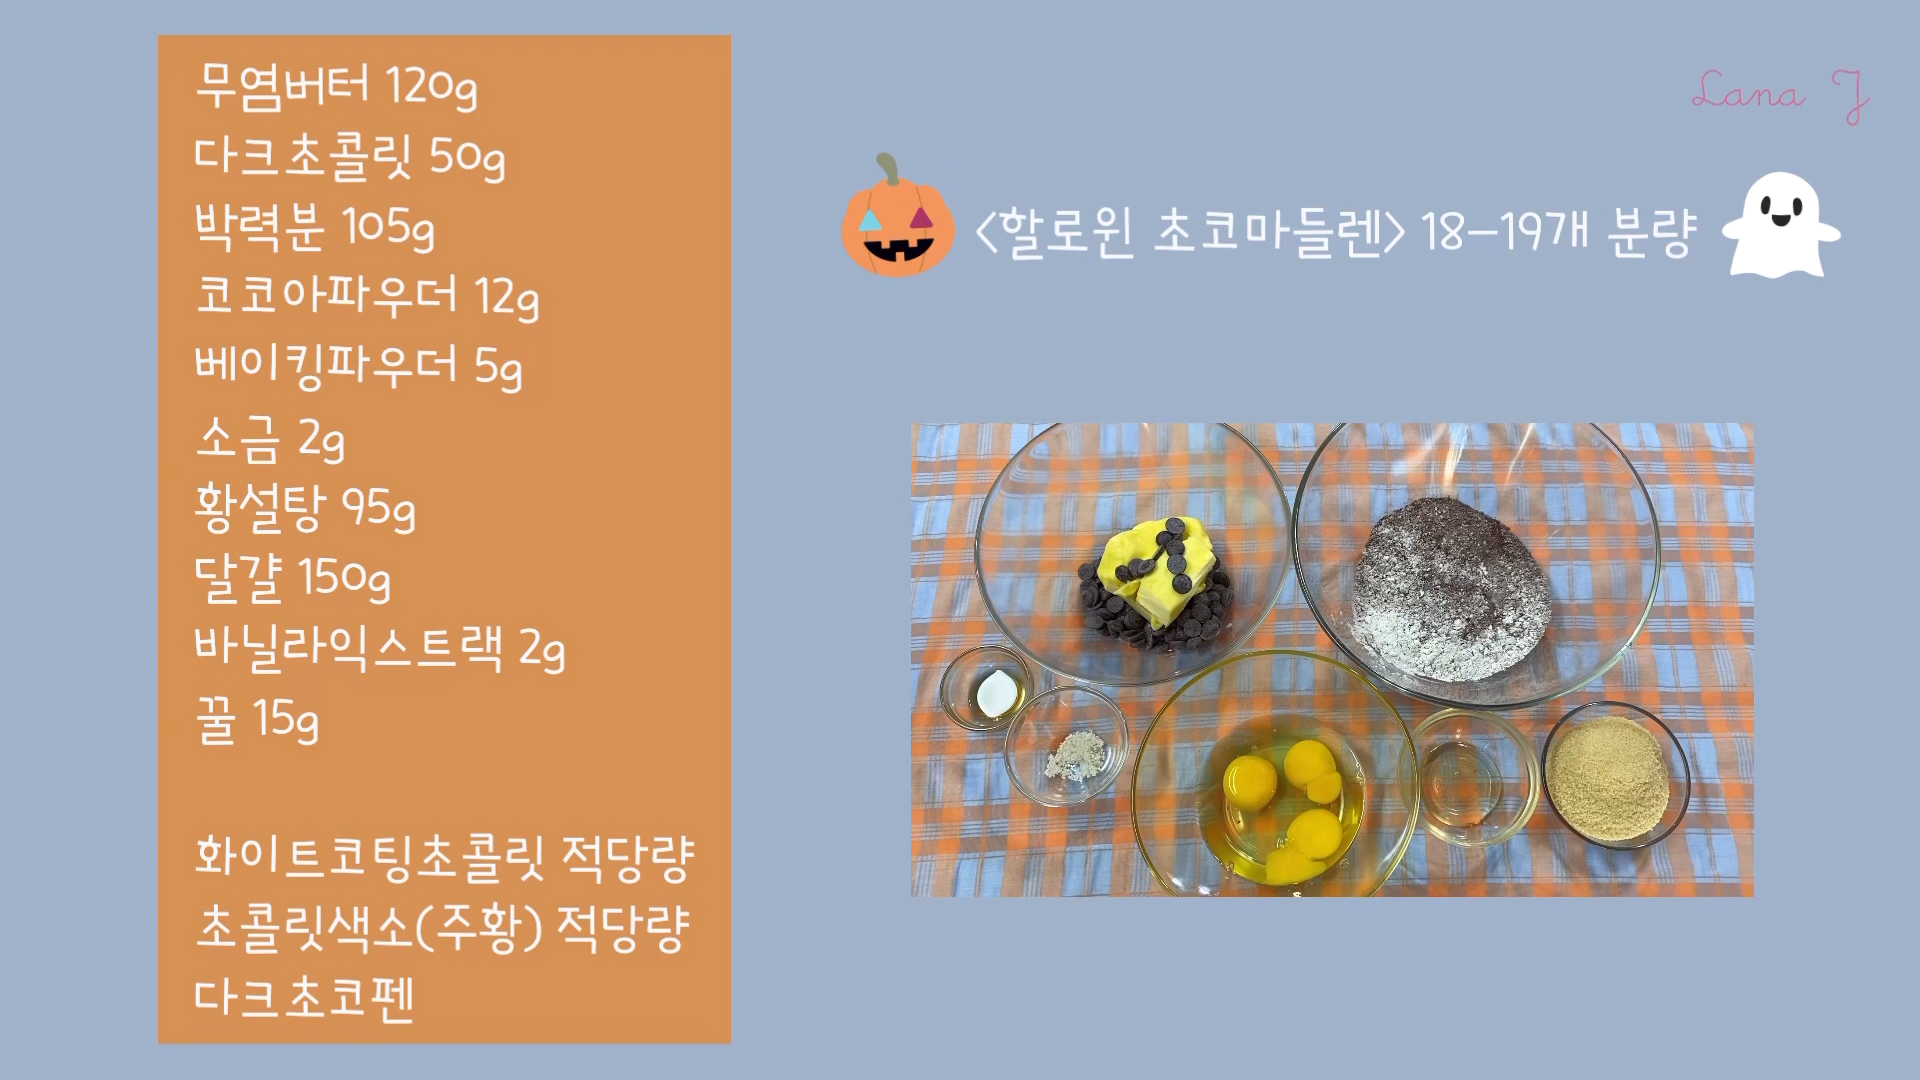 무염버터 120g
다크초콜릿 50g
박력분 105g
코코아파우더 12g
베이킹파우더 5g
소금 2g
황설탕 95g
달걀 150g
바닐라익스트랙 2g
꿀 15g
화이트코팅초콜릿 적당량
초콜릿색소(주황) 적당량
다크초코펜
Lana J
<할로윈 초코마들렌> 18-19개 분량